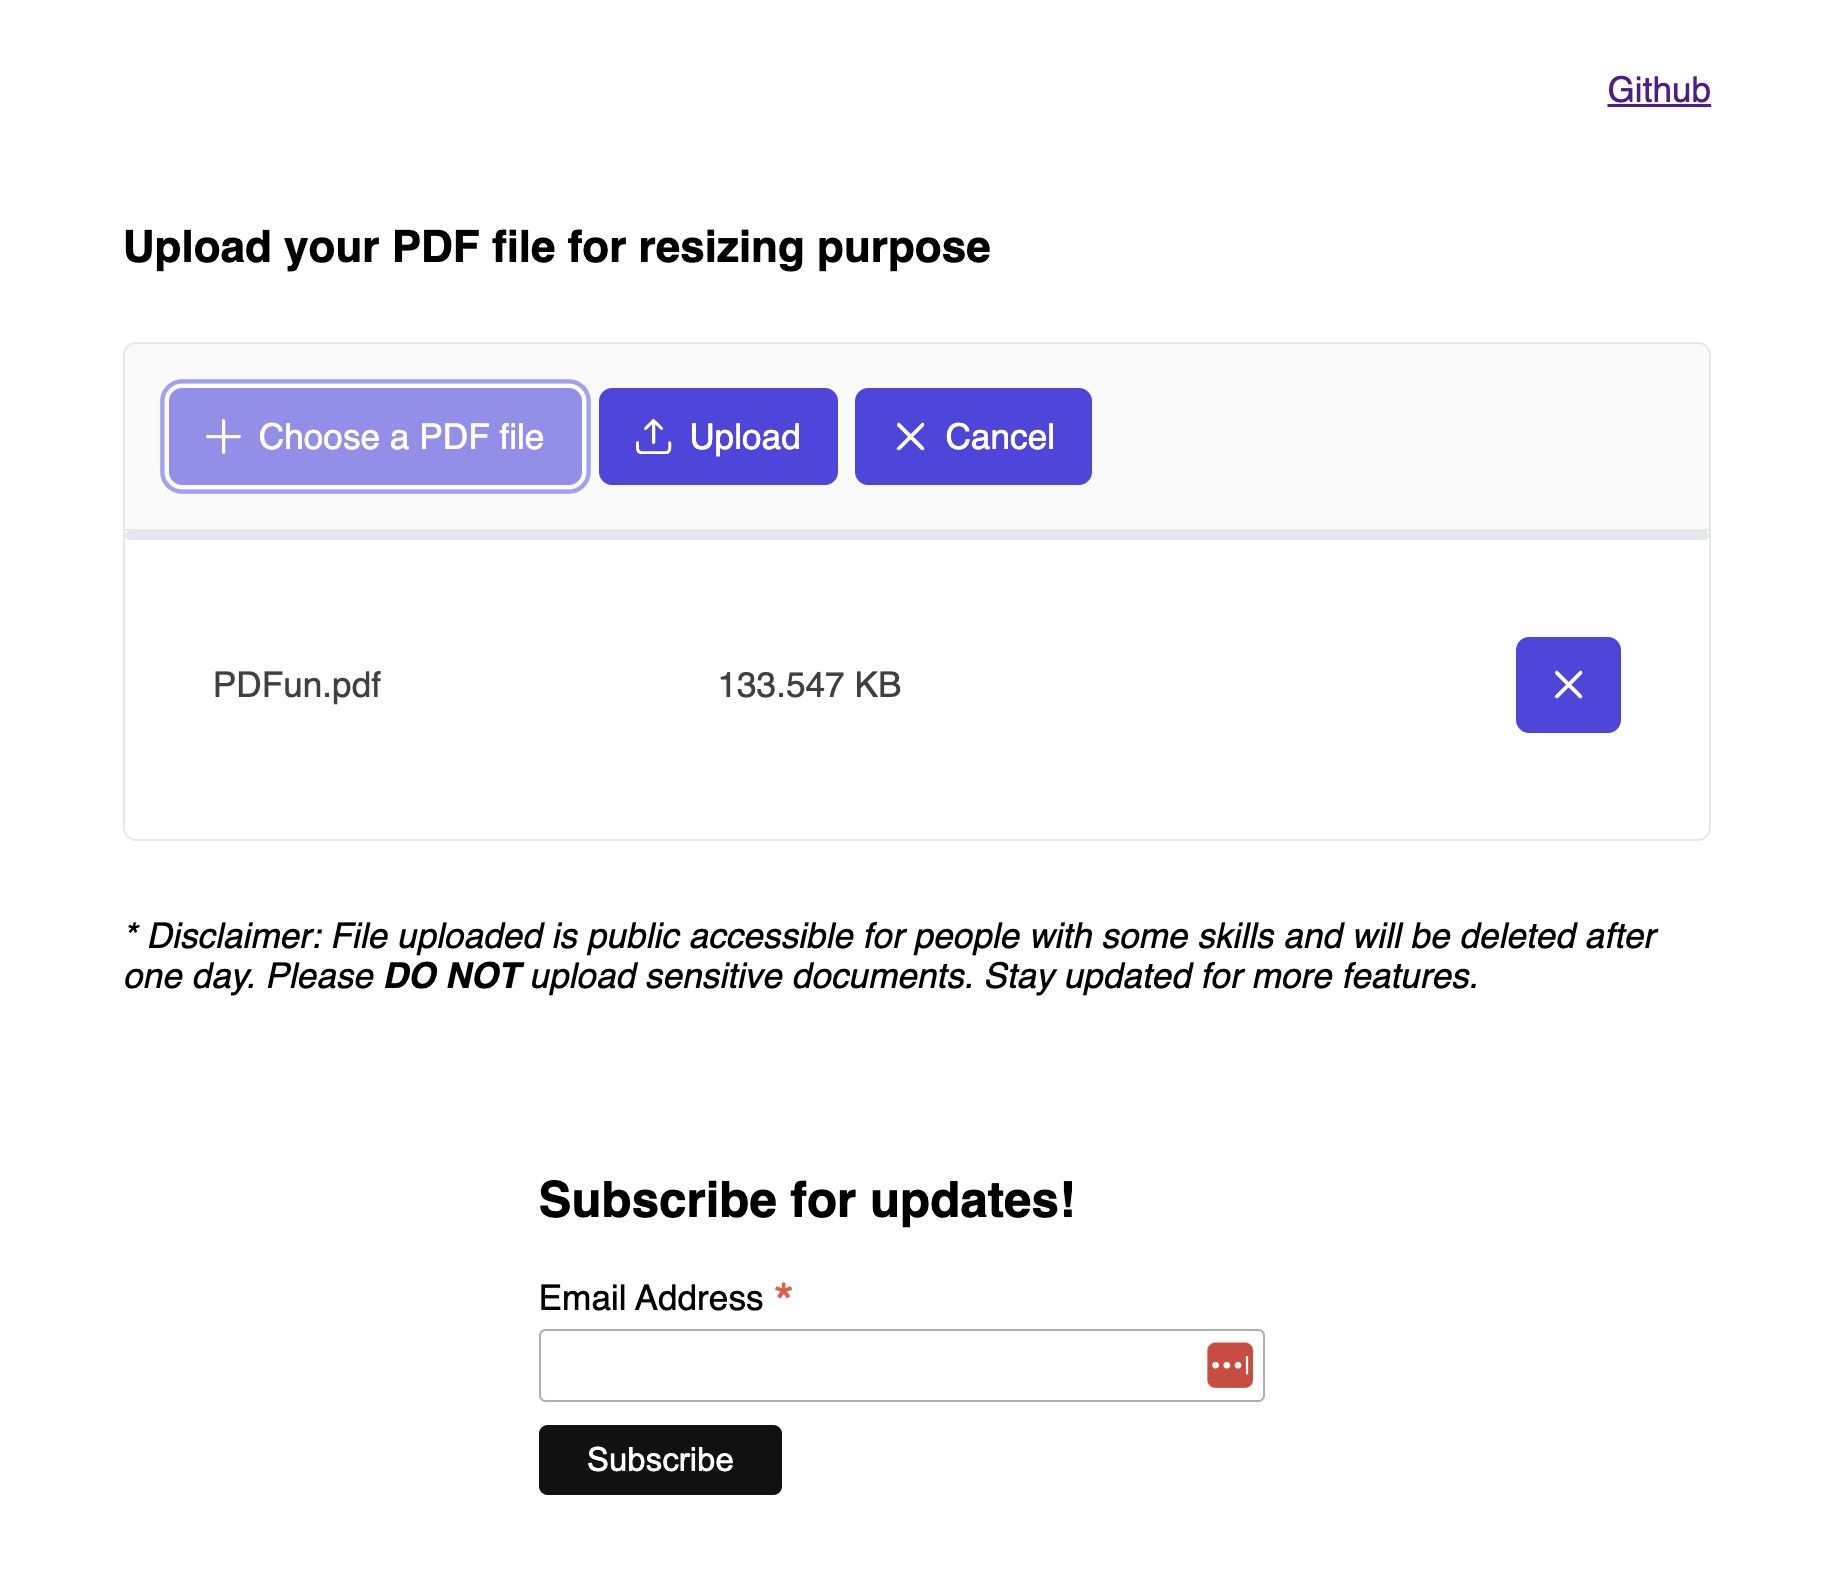 Github
Upload your PDF file for resizing purpose
Choose a PDF file
Upload
Cancel
PDFun.pdf
133.547 KB
* Disclaimer: File uploaded is public accessible for people with some skills and will be deleted after
one day. Please DO NOT upload sensitive documents. Stay updated for more features.
Subscribe for updates!
Email Address *
Subscribe